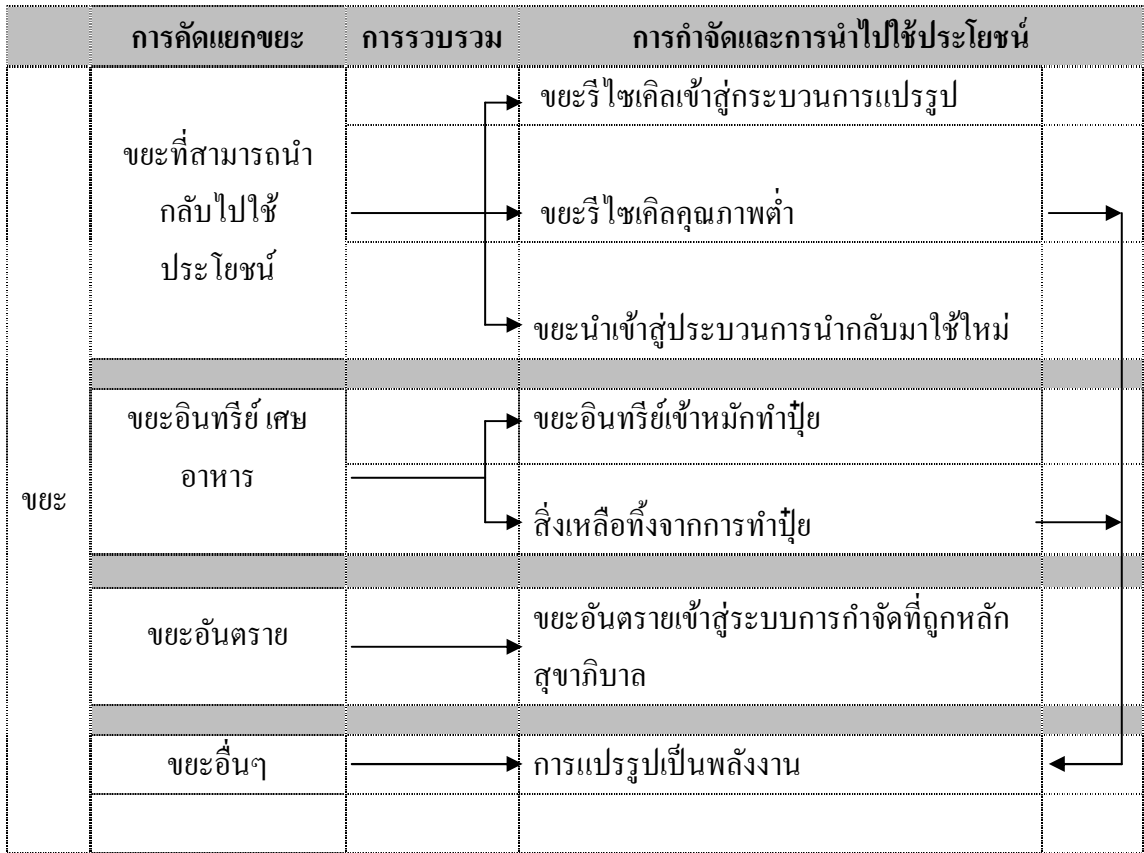 การคัดแยกขยะ การรวบรวม การกำจัดและการนำไปใช้ประโยชน์
ขยะ
ขยะที่สามารถนำ
กลับไปใช้
ประโยชน์
ขยะรีไซเคิลเข้าสู่กระบวนการแปรรูป
ขยะรีไซเคิลคุณภาพต่ำ
ขยะนำเข้าสู่ประบวนการนำกลับมาใช้ใหม่
ขยะอินทรีย์ เศษ
อาหาร
ขยะอินทรีย์เข้าหมักทำปุ๋ย
สิ่งเหลือทิ้งจากการทำปุ๋ย
ขยะอันตราย
ขยะอันตรายเข้าสู่ระบบการกำจัดที่ถูกหลัก
สุขาภิบาล
ขยะอื่นๆ
การแปรรูปเป็นพลังงาน